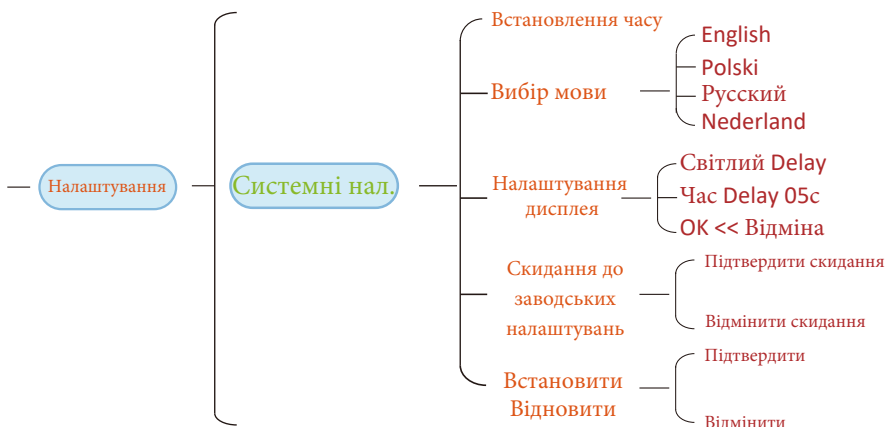 Налаштування
Системні нал.
Встановлення часу
Вибір мови
English
Polski
Русский
Nederland
Налаштування
дисплея
Світлий Delay
Час Delay 05с
OK << Відміна
Скидання до
заводських
налаштувань
Підтвердити скидання
Відмінити скидання
Встановити
Відновити
Підтвердити
Відмінити